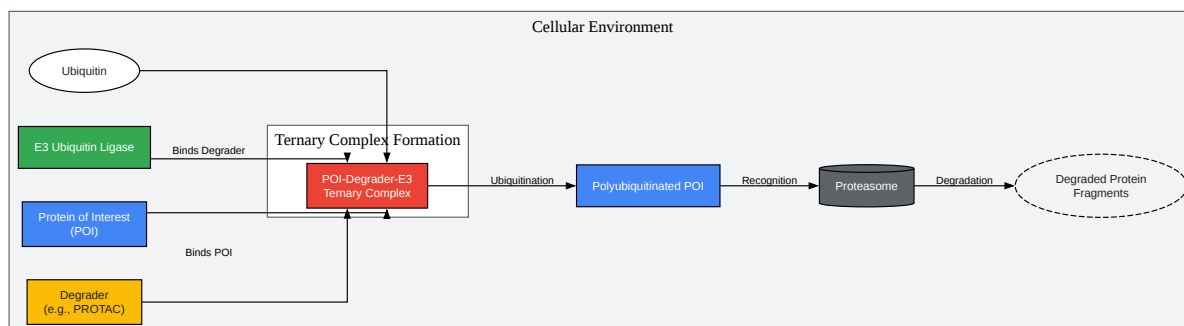 Cellular Environment
Ubiquitin
E3 Ubiquitin Ligase
Binds Degrader
Ternary Complex Formation
POI-Degrader-E3
Ternary Complex
Ubiquitination
Polyubiquitinated POI
Recognition
Proteasome
Degradation
Degraded Protein
Fragments
Protein of Interest
(POI)
Binds POI
Degrader
(e.g., PROTAC)